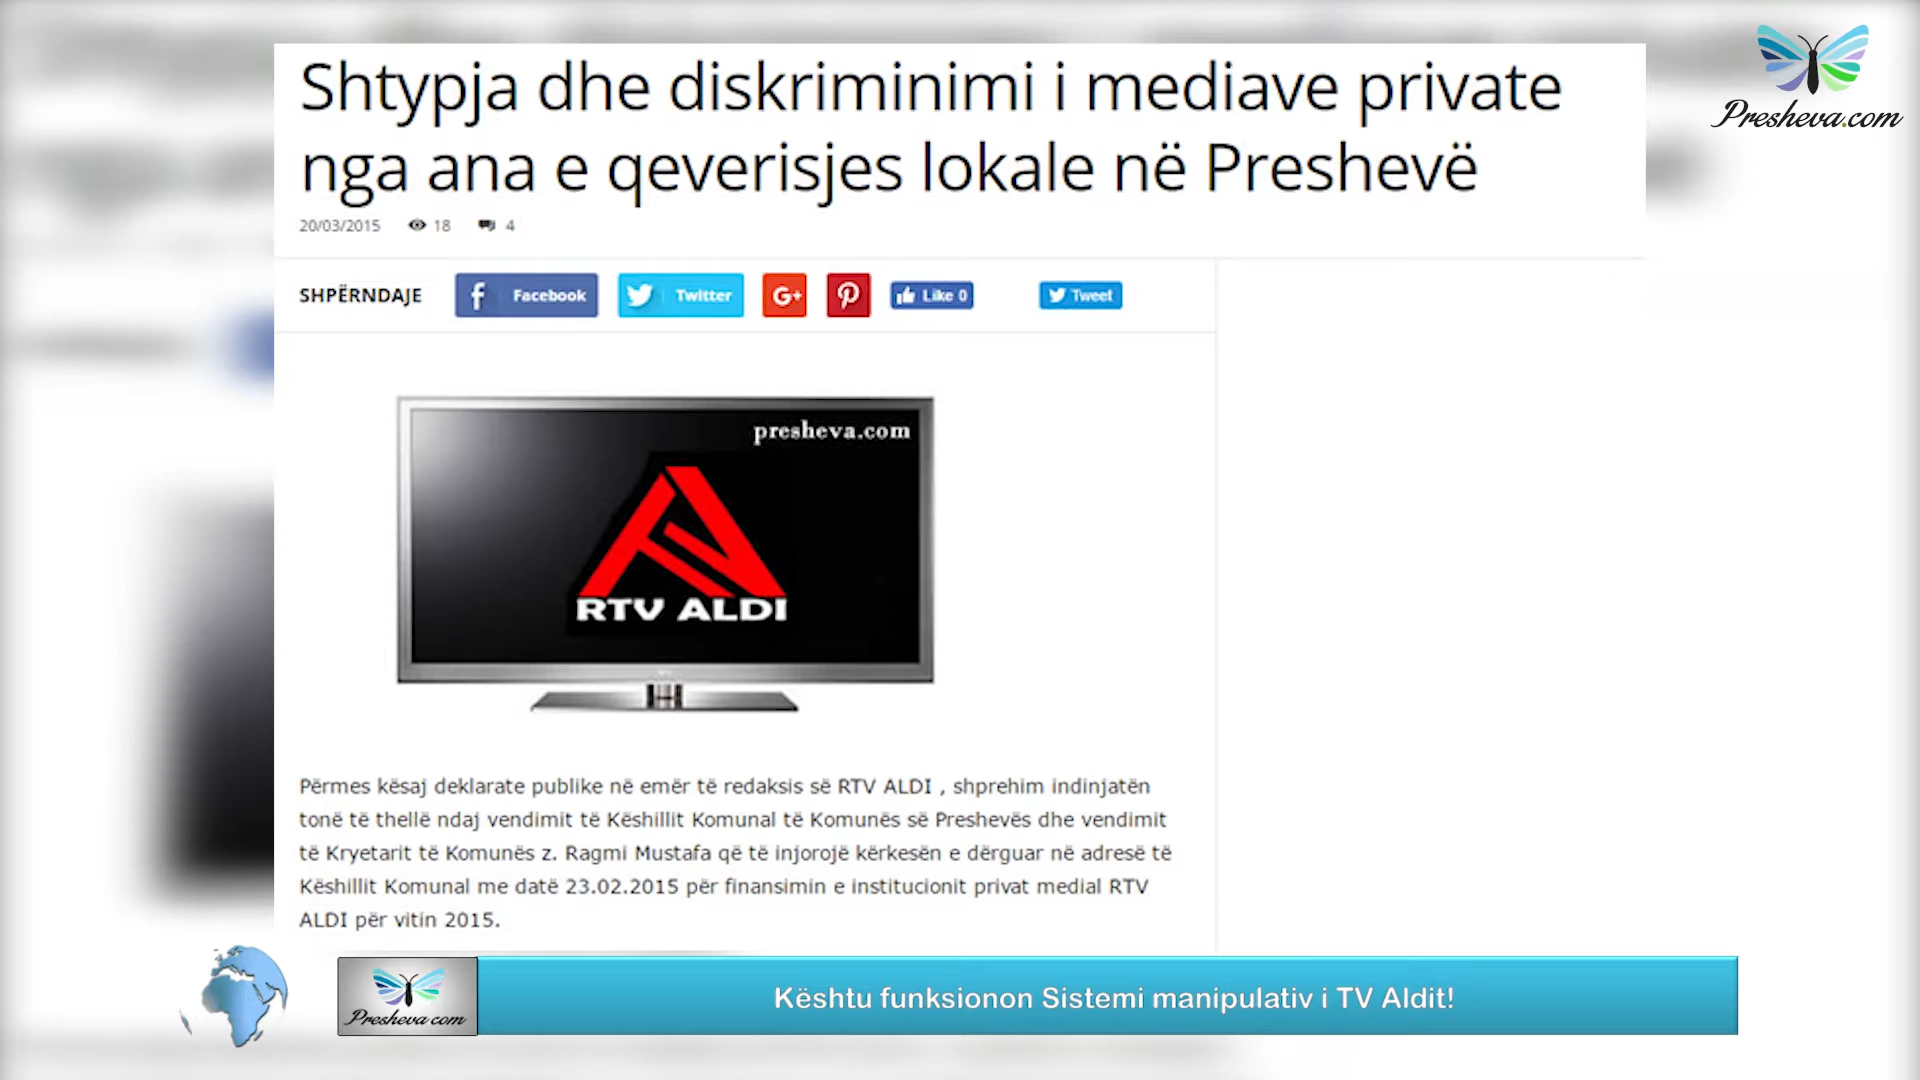 Presheva.com
Shtypja dhe diskriminimi i mediave private
nga ana e qeverisjes lokale në Preshevë
20/03/2015 18 4
SHPËRNDAJE Facebook Twitter G+ Like 0 Tweet
presheva.com
RTV ALDI
Përmes kësaj deklarate publike në emër të redaksis së RTV ALDI , shprehim indinjatën
tonë të thellë ndaj vendimit të Këshillit Komunal të Komunës së Preshevës dhe vendimit
të Kryetarit të Komunës z. Ragmi Mustafa që të injorojë kërkesën e dërguar në adresë të
Këshillit Komunal me datë 23.02.2015 për finansimin e institucionit privat medial RTV
ALDI për vitin 2015.
Presheva.com
Kështu funksionon Sistemi manipulativ i TV Aldit!